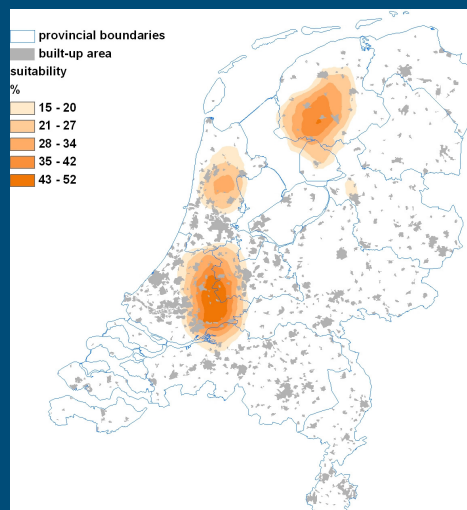 provincial boundaries
built-up area
suitability
%
15 - 20
21 - 27
28 - 34
35 - 42
43 - 52